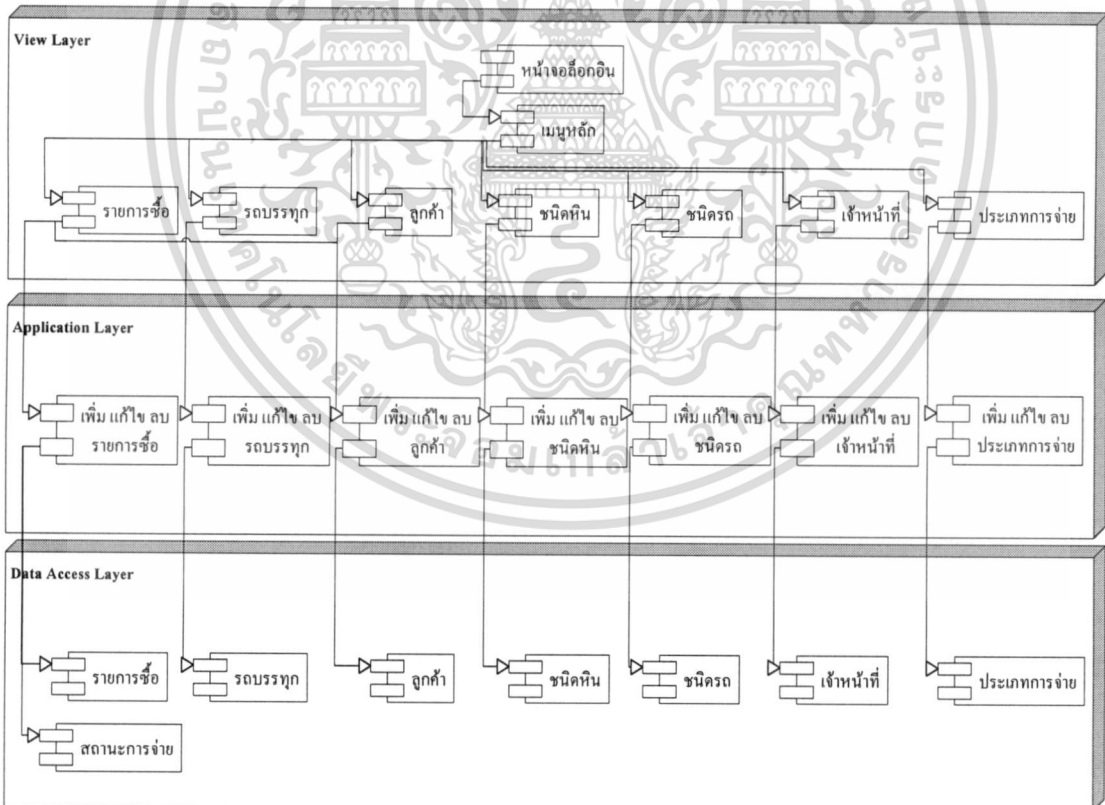 View Layer
หน้าจอล็อกอิน
เมนูหลัก
รายการซื้อ
รถบรรทุก
ลูกค้า
ชนิดหิน
ชนิดรถ
เจ้าหน้าที่
ประเภทการจ่าย
Application Layer
เพิ่ม แก้ไข ลบ
รายการซื้อ
เพิ่ม แก้ไข ลบ
รถบรรทุก
เพิ่ม แก้ไข ลบ
ลูกค้า
เพิ่ม แก้ไข ลบ
ชนิดหิน
เพิ่ม แก้ไข ลบ
ชนิดรถ
เพิ่ม แก้ไข ลบ
เจ้าหน้าที่
เพิ่ม แก้ไข ลบ
ประเภทการจ่าย
Data Access Layer
รายการซื้อ
รถบรรทุก
ลูกค้า
ชนิดหิน
ชนิดรถ
เจ้าหน้าที่
ประเภทการจ่าย
สถานะการจ่าย